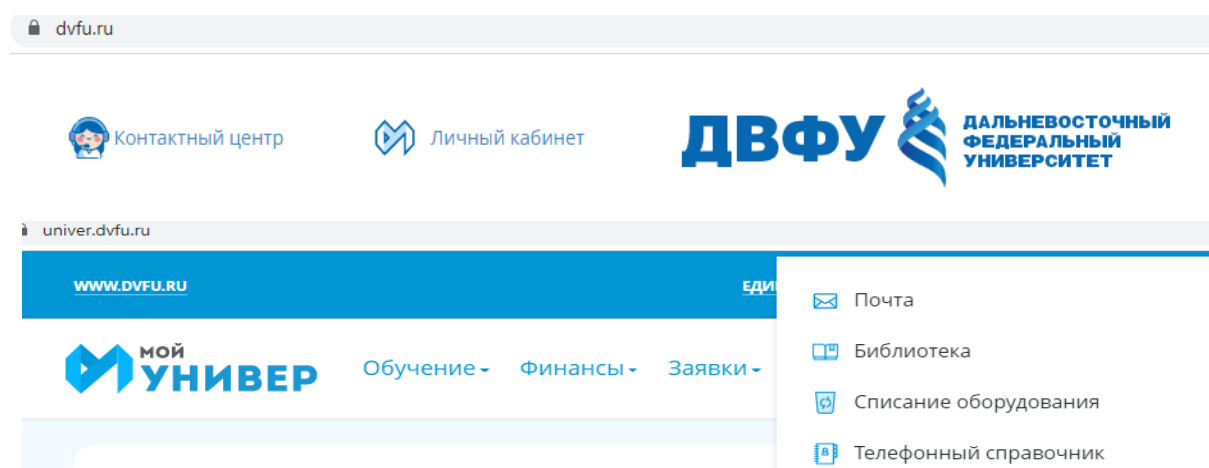 dvfu.ru
Контактный центр
Личный кабинет
ДВФУ
ДАЛЬНЕВОСТОЧНЫЙ
ФЕДЕРАЛЬНЫЙ
УНИВЕРСИТЕТ
univer.dvfu.ru
WWW.DVFU.RU
МОЙ
УНИВЕР
Обучение
Финансы
Заявки
Почта
Библиотека
Списание оборудования
Телефонный справочник